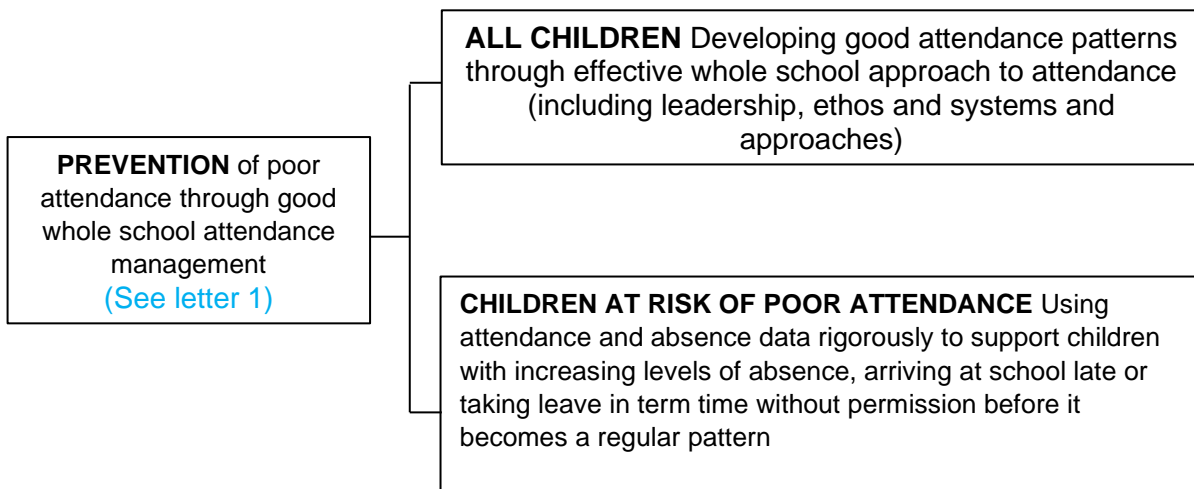 ALL CHILDREN Developing good attendance patterns
through effective whole school approach to attendance
(including leadership, ethos and systems and
approaches)
PREVENTION of poor
attendance through good
whole school attendance
management
(See letter 1)
CHILDREN AT RISK OF POOR ATTENDANCE Using
attendance and absence data rigorously to support children
with increasing levels of absence, arriving at school late or
taking leave in term time without permission before it
becomes a regular pattern